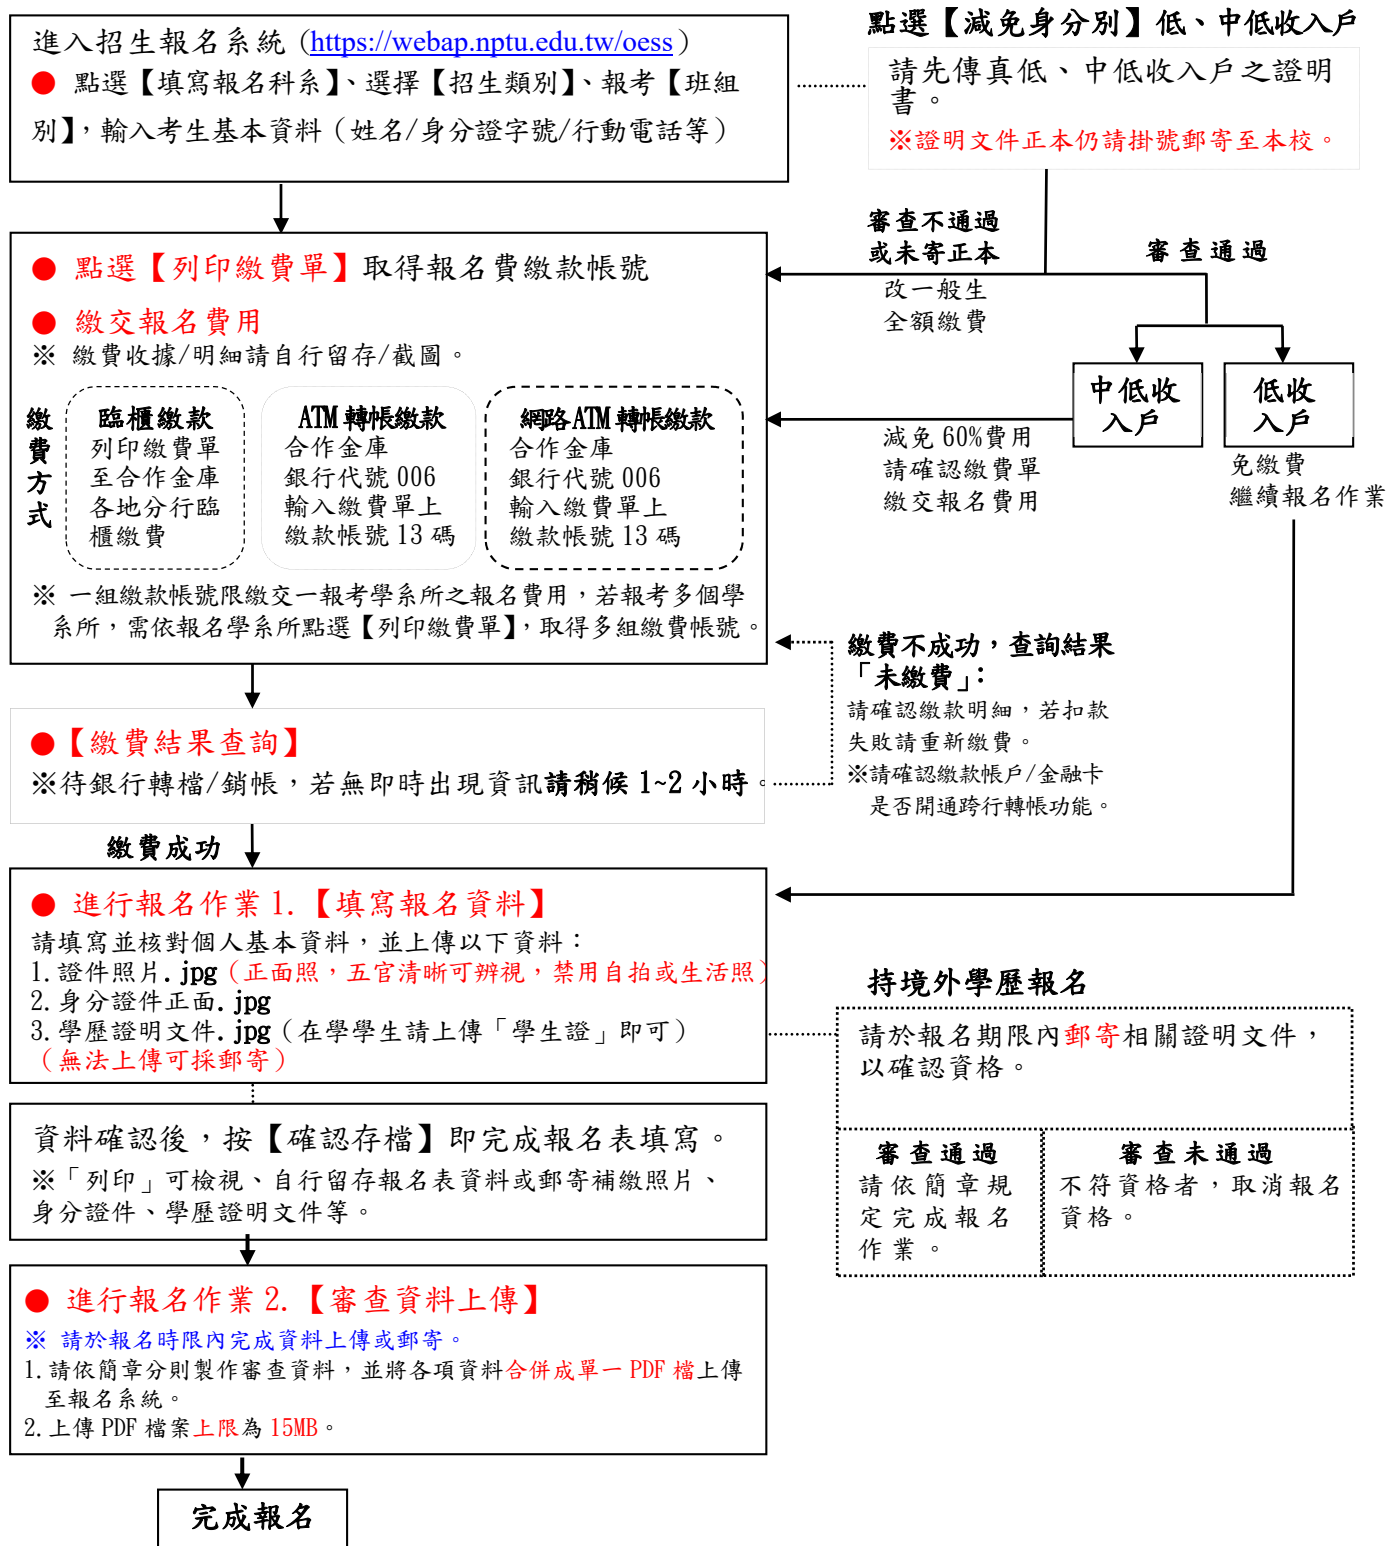 進入招生報名系統 (https://webap.nptu.edu.tw/oess)
● 點選【填寫報名科系】、選擇【招生類別】、報考【班組
別】，輸入考生基本資料（姓名/身分證字號/行動電話等）
點選【減免身分別】低、中低收入戶
請先傳真低、中低收入戶之證明
書。
※證明文件正本仍請掛號郵寄至本校。
審查不通過
或未寄正本
改一般生
全額繳費
審查通過
中低收
入戶
低收
入戶
減免 60%費用
請確認繳費單
繳交報名費用
免繳費
繼續報名作業
● 點選【列印繳費單】取得報名費繳款帳號
● 繳交報名費用
※ 繳費收據/明細請自行留存/截圖。
繳
費
方
式
臨櫃繳款
列印繳費單
至合作金庫
各地分行臨
櫃繳費
ATM 轉帳繳款
合作金庫
銀行代號 006
輸入繳費單上
繳款帳號 13 碼
網路 ATM 轉帳繳款
合作金庫
銀行代號 006
輸入繳費單上
繳款帳號 13 碼
※ 一組繳款帳號限繳交一報考學系所之報名費用，若報考多個學
系所，需依報名學系所點選【列印繳費單】，取得多組繳費帳號。
繳費不成功，查詢結果
「未繳費」：
請確認繳款明細，若扣款
失敗請重新繳費。
※請確認繳款帳戶/金融卡
是否開通跨行轉帳功能。
●【繳費結果查詢】
※待銀行轉檔/銷帳，若無即時出現資訊請稍候 1~2 小時。
繳費成功
● 進行報名作業 1.【填寫報名資料】
請填寫並核對個人基本資料，並上傳以下資料：
1.證件照片.jpg（正面照，五官清晰可辨視，禁用自拍或生活照）
2.身分證件正面.jpg
3.學歷證明文件.jpg（在學學生請上傳「學生證」即可）
（無法上傳可採郵寄）
持境外學歷報名
請於報名期限內郵寄相關證明文件，
以確認資格。
審查通過
請依簡章規
定完成報名
作業。
審查未通過
不符資格者，取消報名
資格。
資料確認後，按【確認存檔】即完成報名表填寫。
※「列印」可檢視、自行留存報名表資料或郵寄補繳照片、
身分證件、學歷證明文件等。
● 進行報名作業 2.【審查資料上傳】
※ 請於報名時限內完成資料上傳或郵寄。
1.請依簡章分則製作審查資料，並將各項資料合併成單一 PDF 檔上傳
至報名系統。
2.上傳 PDF 檔案上限為 15MB。
完成報名